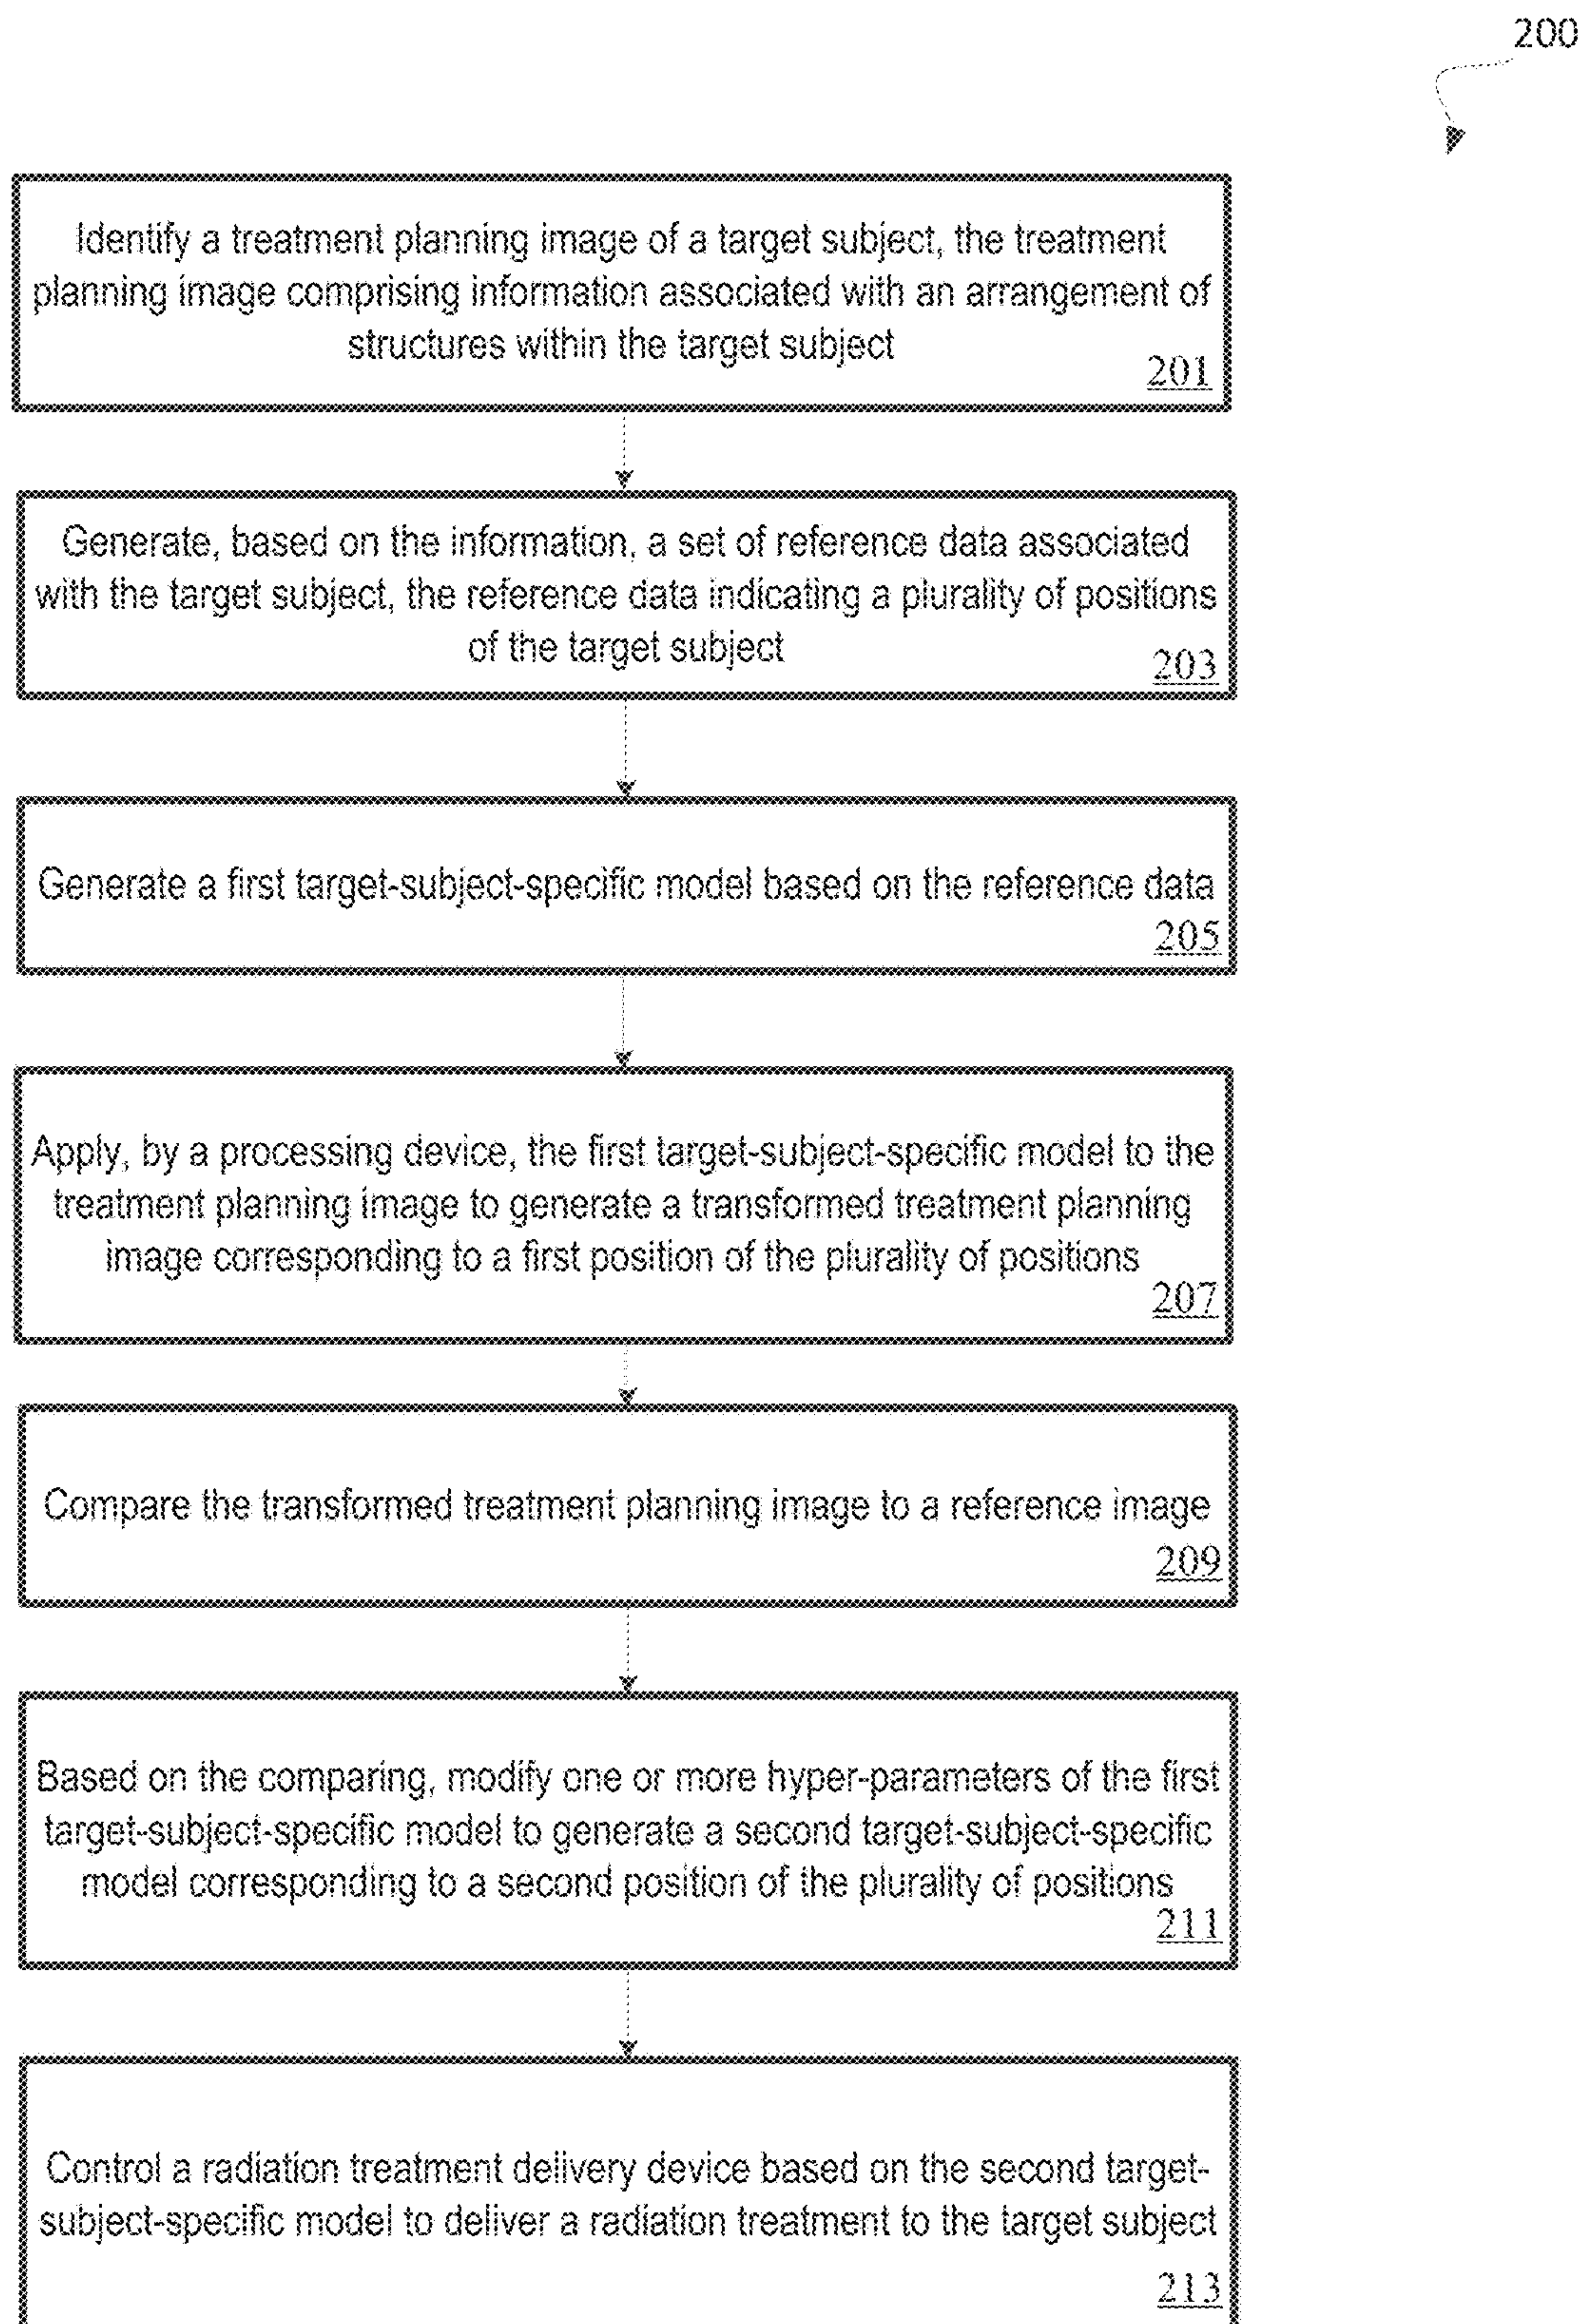 200
Identify a treatment planning image of a target subject, the treatment
planning image comprising information associated with an arrangement of
structures within the target subject
201
Generate, based on the information, a set of reference data associated
with the target subject, the reference data indicating a plurality of positions
of the target subject
203
Generate a first target-subject-specific model based on the reference data
205
Apply, by a processing device, the first target-subject-specific model to the
treatment planning image to generate a transformed treatment planning
image corresponding to a first position of the plurality of positions
207
Compare the transformed treatment planning image to a reference image
209
Based on the comparing, modify one or more hyper-parameters of the first
target-subject-specific model to generate a second target-subject-specific
model corresponding to a second position of the plurality of positions
211
Control a radiation treatment delivery device based on the second target-
subject-specific model to deliver a radiation treatment to the target subject
213